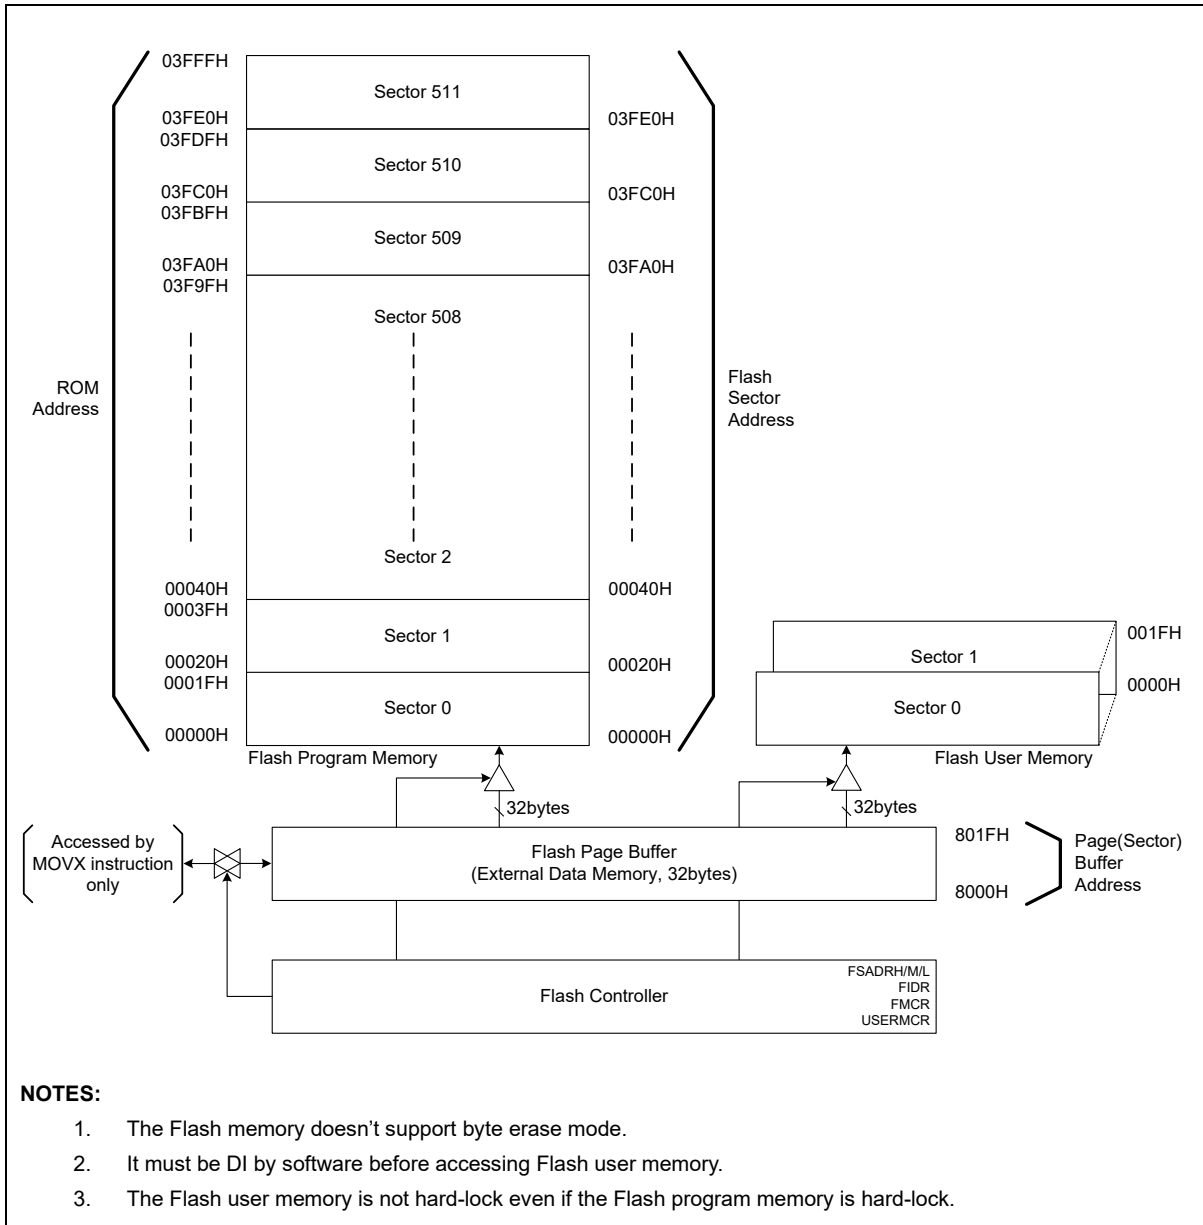 03FFFH
Sector 511
03FE0H
03FE0H
03FDFH
Sector 510
03FC0H
03FC0H
03FBFH
Sector 509
03FA0H
03FA0H
03F9FH
Sector 508
ROM
Address
Flash
Sector
Address
Sector 2
00040H
00040H
0003FH
Sector 1
00020H
00020H
0001FH
Sector 0
00000H
00000H
Flash Program Memory
001FH
Sector 1
0000H
Sector 0
Flash User Memory
32bytes
32bytes
Accessed by
MOVX instruction
only
Flash Page Buffer
(External Data Memory, 32bytes)
801FH
8000H
Page(Sector)
Buffer
Address
Flash Controller
FSADRH/M/L
FIDR
FMCR
USERMCR
NOTES:
1. The Flash memory doesn’t support byte erase mode.
2. It must be DI by software before accessing Flash user memory.
3. The Flash user memory is not hard-lock even if the Flash program memory is hard-lock.